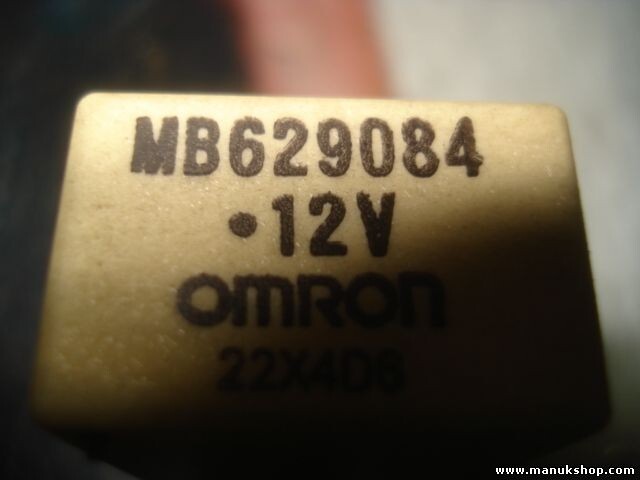 MB629084
•12V
OMRON
22X4D6
www.manukshop.com